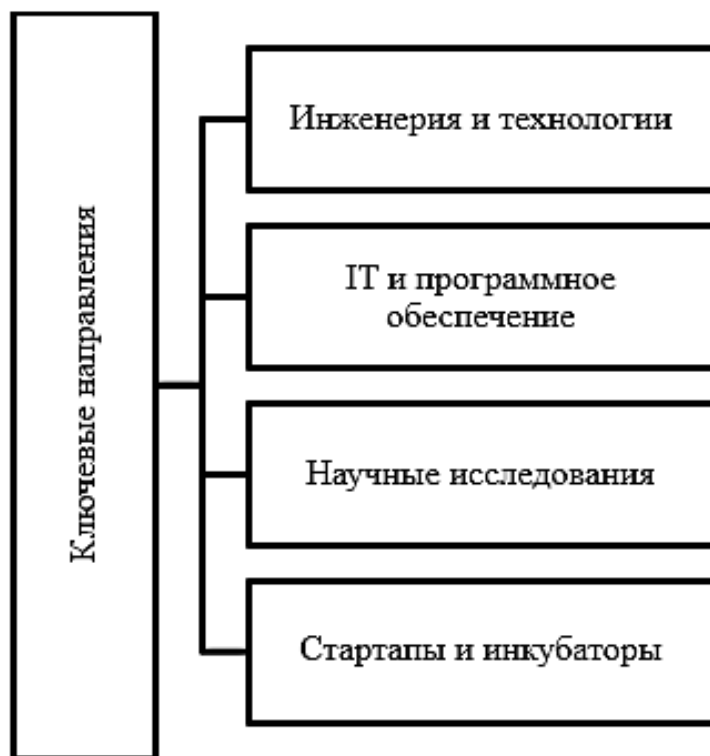 Ключевые направления
Инженерия и технологии
IT и программное
обеспечение
Научные исследования
Стартапы и инкубаторы